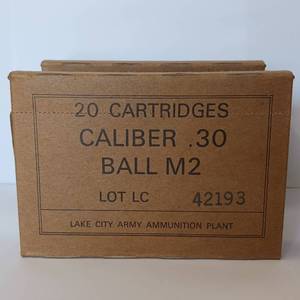 20 CARTRIDGES
CALIBER .30
BALL M2
LOT LC 42193
LAKE CITY ARMY AMMUNITION PLANT